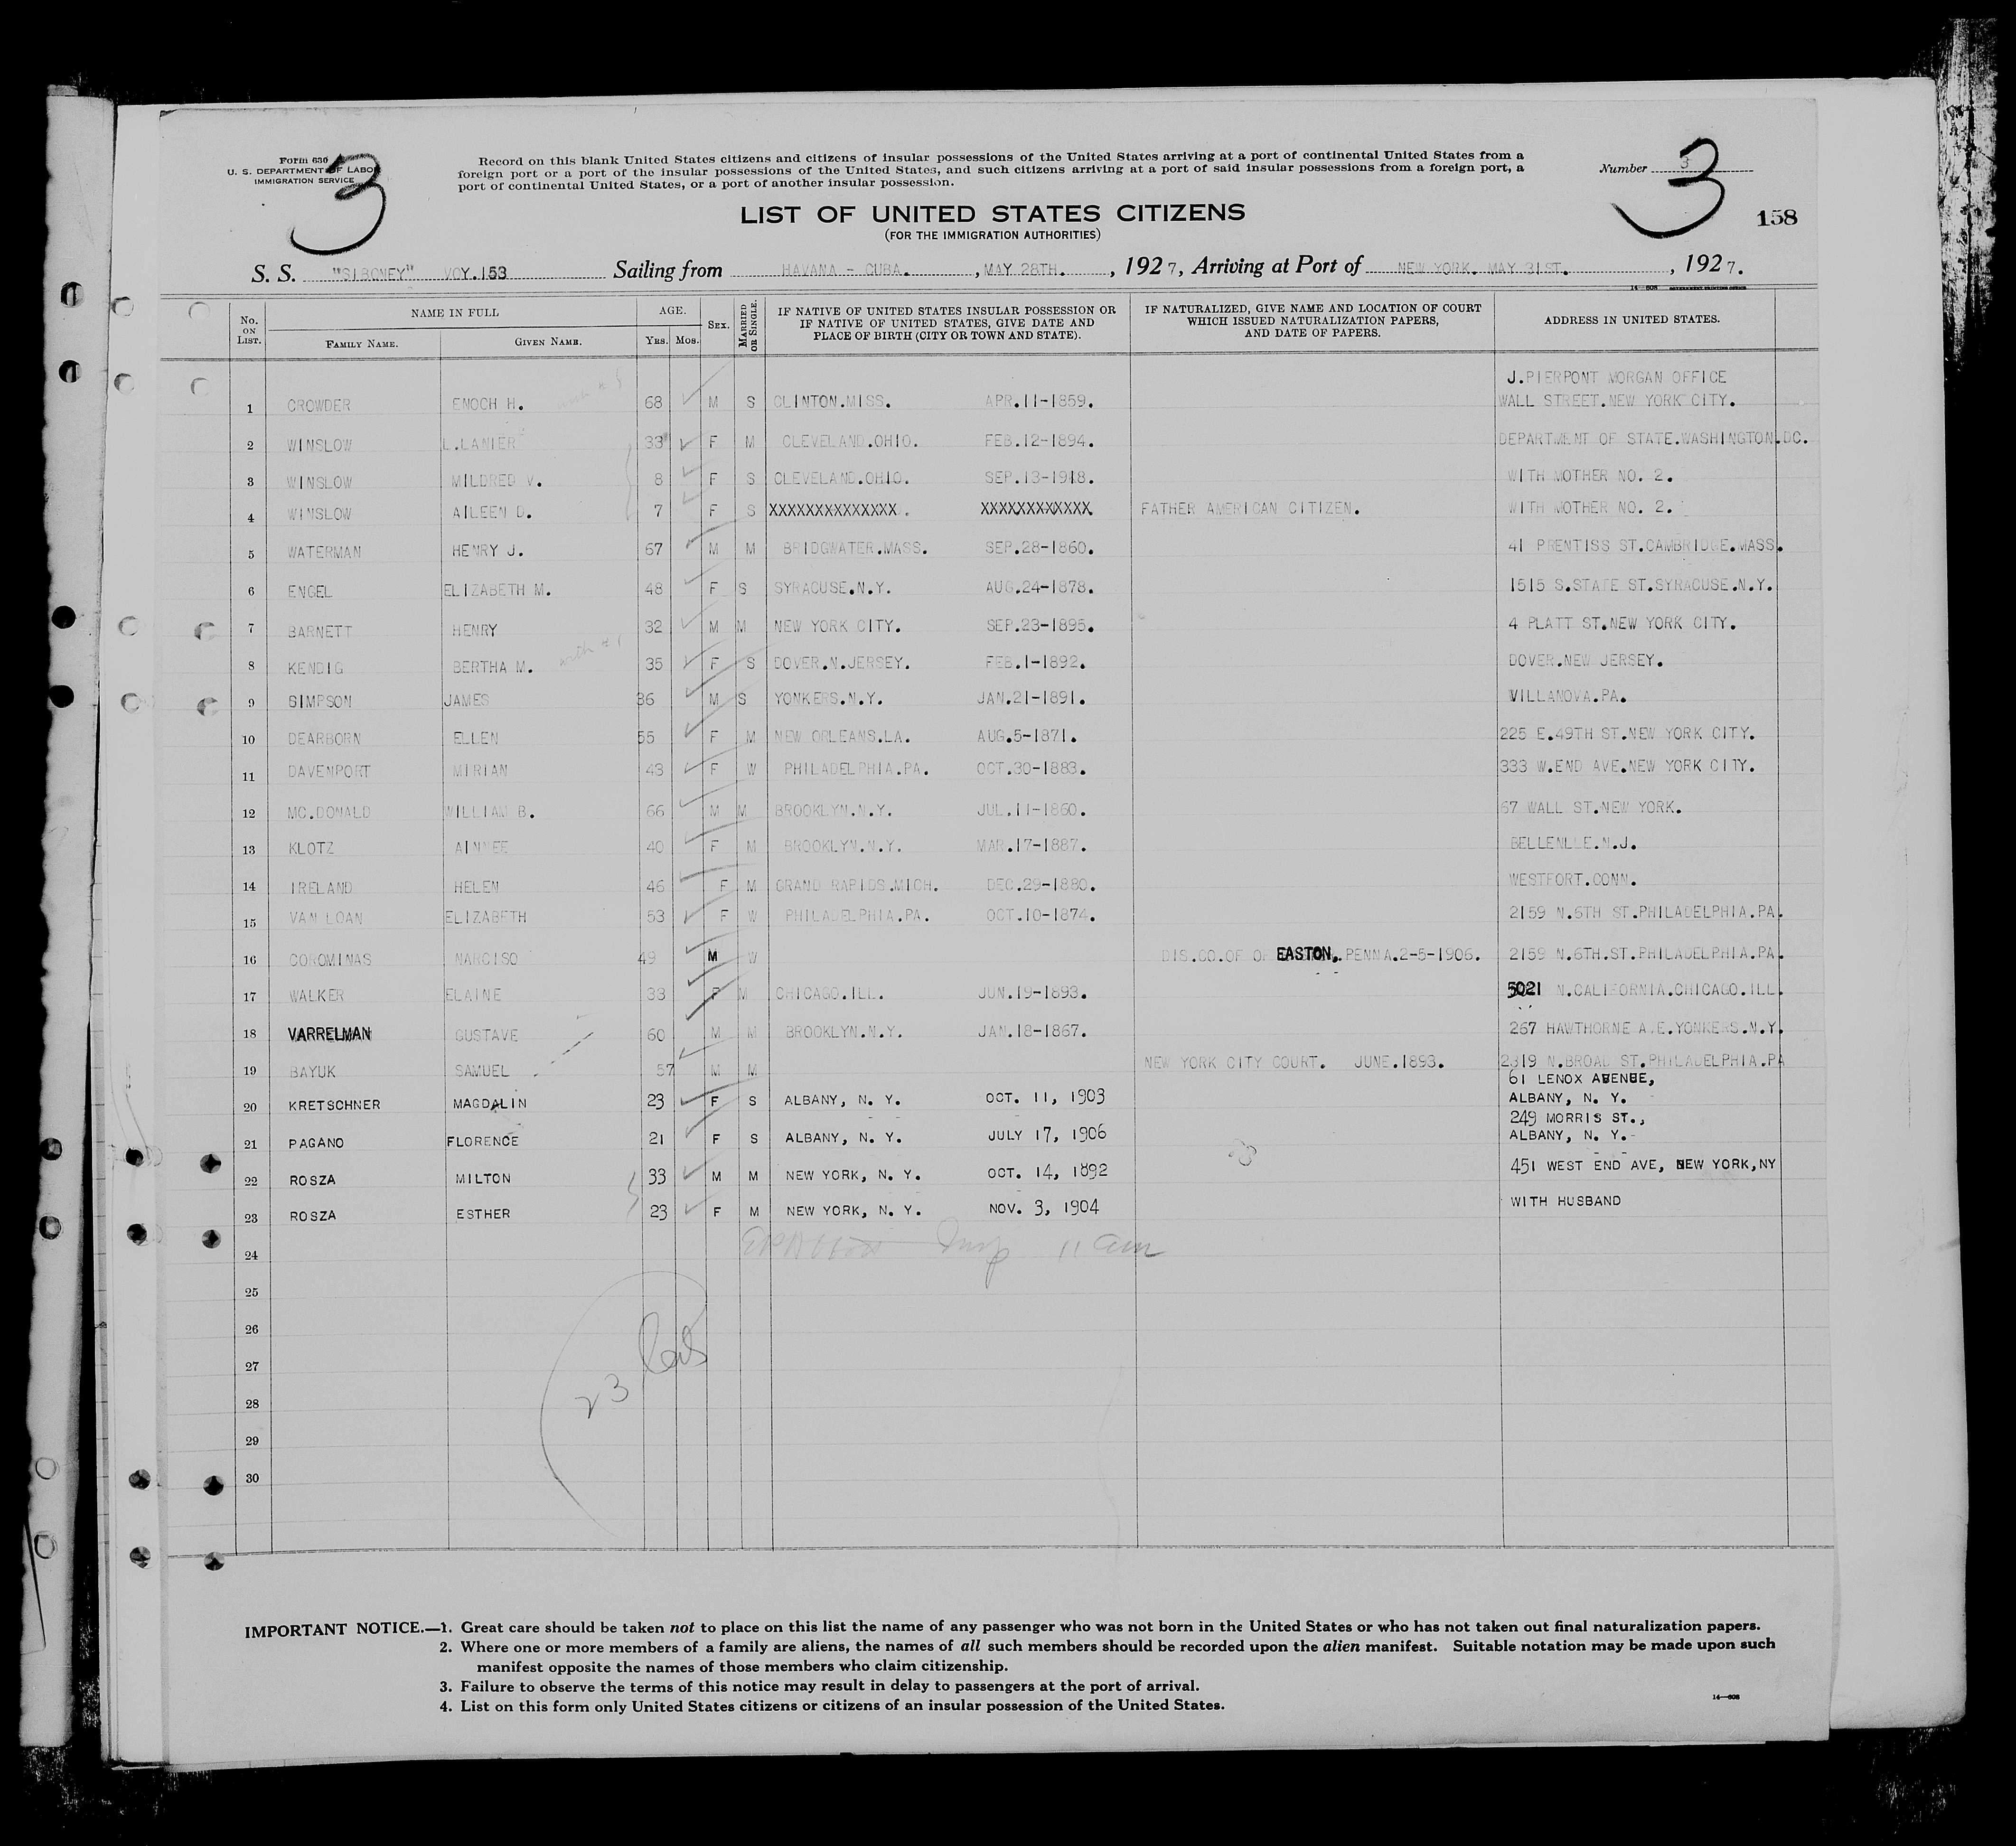 Form 630
U. S. DEPARTMENT OF LABOR
IMMIGRATION SERVICE
3
Record on this blank United States citizens and citizens of insular possessions of the United States arriving at a port of continental United States from a
foreign port or a port of the insular possessions of the United States, and such citizens arriving at a port of said insular possessions from a foreign port, a
port of continental United States, or a port of another insular possession.
Number 3
3
158
LIST OF UNITED STATES CITIZENS
(FOR THE IMMIGRATION AUTHORITIES)
S. S. "SIBONEY" VOY.153 Sailing from HAVANA - CUBA. , MAY 28TH. , 1927, Arriving at Port of NEW YORK. MAY 31ST. , 1927.
14—608 GOVERNMENT PRINTING OFFICE
No. ON LIST. NAME IN FULL FAMILY NAME. GIVEN NAME. AGE. YRS. MOS. SEX. MARRIED OR SINGLE. IF NATIVE OF UNITED STATES INSULAR POSSESSION OR IF NATIVE OF UNITED STATES, GIVE DATE AND PLACE OF BIRTH (CITY OR TOWN AND STATE). IF NATURALIZED, GIVE NAME AND LOCATION OF COURT WHICH ISSUED NATURALIZATION PAPERS, AND DATE OF PAPERS. ADDRESS IN UNITED STATES.
J.PIERPONT MORGAN OFFICE
1 CROWDER ENOCH H. 68 M S CLINTON.MISS. APR.11-1859. WALL STREET.NEW YORK CITY.
2 WINSLOW L.LANIER 33 F M CLEVELAND.OHIO. FEB.12-1894. DEPARTMENT OF STATE.WASHINGTON.DC.
3 WINSLOW MILDRED V. 8 F S CLEVELAND.OHIO. SEP.13-1918. WITH MOTHER NO. 2.
4 WINSLOW AILEEN D. 7 F S XXXXXXXXXXXXXX. XXXXXXXXXXXX. FATHER AMERICAN CITIZEN. WITH MOTHER NO. 2.
5 WATERMAN HENRY J. 67 M M BRIDGWATER.MASS. SEP.28-1860. 41 PRENTISS ST.CAMBRIDGE.MASS.
6 ENGEL ELIZABETH M. 48 F S SYRACUSE.N.Y. AUG.24-1878. 1515 S.STATE ST.SYRACUSE.N.Y.
7 BARNETT HENRY 32 M M NEW YORK CITY. SEP.23-1895. 4 PLATT ST.NEW YORK CITY.
8 KENDIG BERTHA M. with #1 35 F S DOVER.N.JERSEY. FEB.1-1892. DOVER.NEW JERSEY.
9 SIMPSON JAMES 36 M S YONKERS.N.Y. JAN.21-1891. VILLANOVA.PA.
10 DEARBORN ELLEN 55 F M NEW ORLEANS.LA. AUG.5-1871. 225 E.49TH ST.NEW YORK CITY.
11 DAVENPORT MIRIAN 43 F W PHILADELPHIA.PA. OCT.30-1883. 333 W.END AVE.NEW YORK CITY.
12 MC.DONALD WILLIAM B. 66 M M BROOKLYN.N.Y. JUL.11-1860. 67 WALL ST.NEW YORK.
13 KLOTZ AINNEE 40 F M BROOKLYN.N.Y. MAR.17-1887. BELLENLLE.N.J.
14 IRELAND HELEN 46 F M GRAND RAPIDS.MICH. DEC.29-1880. WESTFORT.CONN.
15 VAN LOAN ELIZABETH 53 F W PHILADELPHIA.PA. OCT.10-1874. 2159 N.6TH ST.PHILADELPHIA.PA.
16 COROMINAS NARCISO 49 M W DIS.CO.OF EASTON. PENNA.2-5-1906. 2159 N.6TH.ST.PHILADELPHIA.PA.
17 WALKER ELAINE 33 F M CHICAGO.ILL. JUN.19-1893. 5021 N.CALIFORNIA.CHICAGO.ILL.
18 VARRELMAN GUSTAVE 60 M M BROOKLYN.N.Y. JAN.18-1867. 267 HAWTHORNE AVE.YONKERS.N.Y.
19 BAYUK SAMUEL 57 M M NEW YORK CITY COURT. JUNE.1893. 2319 N.BROAD ST.PHILADELPHIA.PA
61 LENOX AVENUE,
20 KRETSCHNER MAGDALIN 23 F S ALBANY, N. Y. OCT. 11, 1903 ALBANY, N. Y.
249 MORRIS ST.,
21 PAGANO FLORENCE 21 F S ALBANY, N. Y. JULY 17, 1906 ALBANY, N. Y.
22 ROSZA MILTON 33 M M NEW YORK, N. Y. OCT. 14, 1892 451 WEST END AVE, NEW YORK,NY
23 ROSZA ESTHER 23 F M NEW YORK, N. Y. NOV. 3, 1904 WITH HUSBAND
24 11 am
25
26
27
28 23
29
30
IMPORTANT NOTICE.—1. Great care should be taken not to place on this list the name of any passenger who was not born in the United States or who has not taken out final naturalization papers.
2. Where one or more members of a family are aliens, the names of all such members should be recorded upon the alien manifest. Suitable notation may be made upon such
manifest opposite the names of those members who claim citizenship.
3. Failure to observe the terms of this notice may result in delay to passengers at the port of arrival.
4. List on this form only United States citizens or citizens of an insular possession of the United States.
14—608